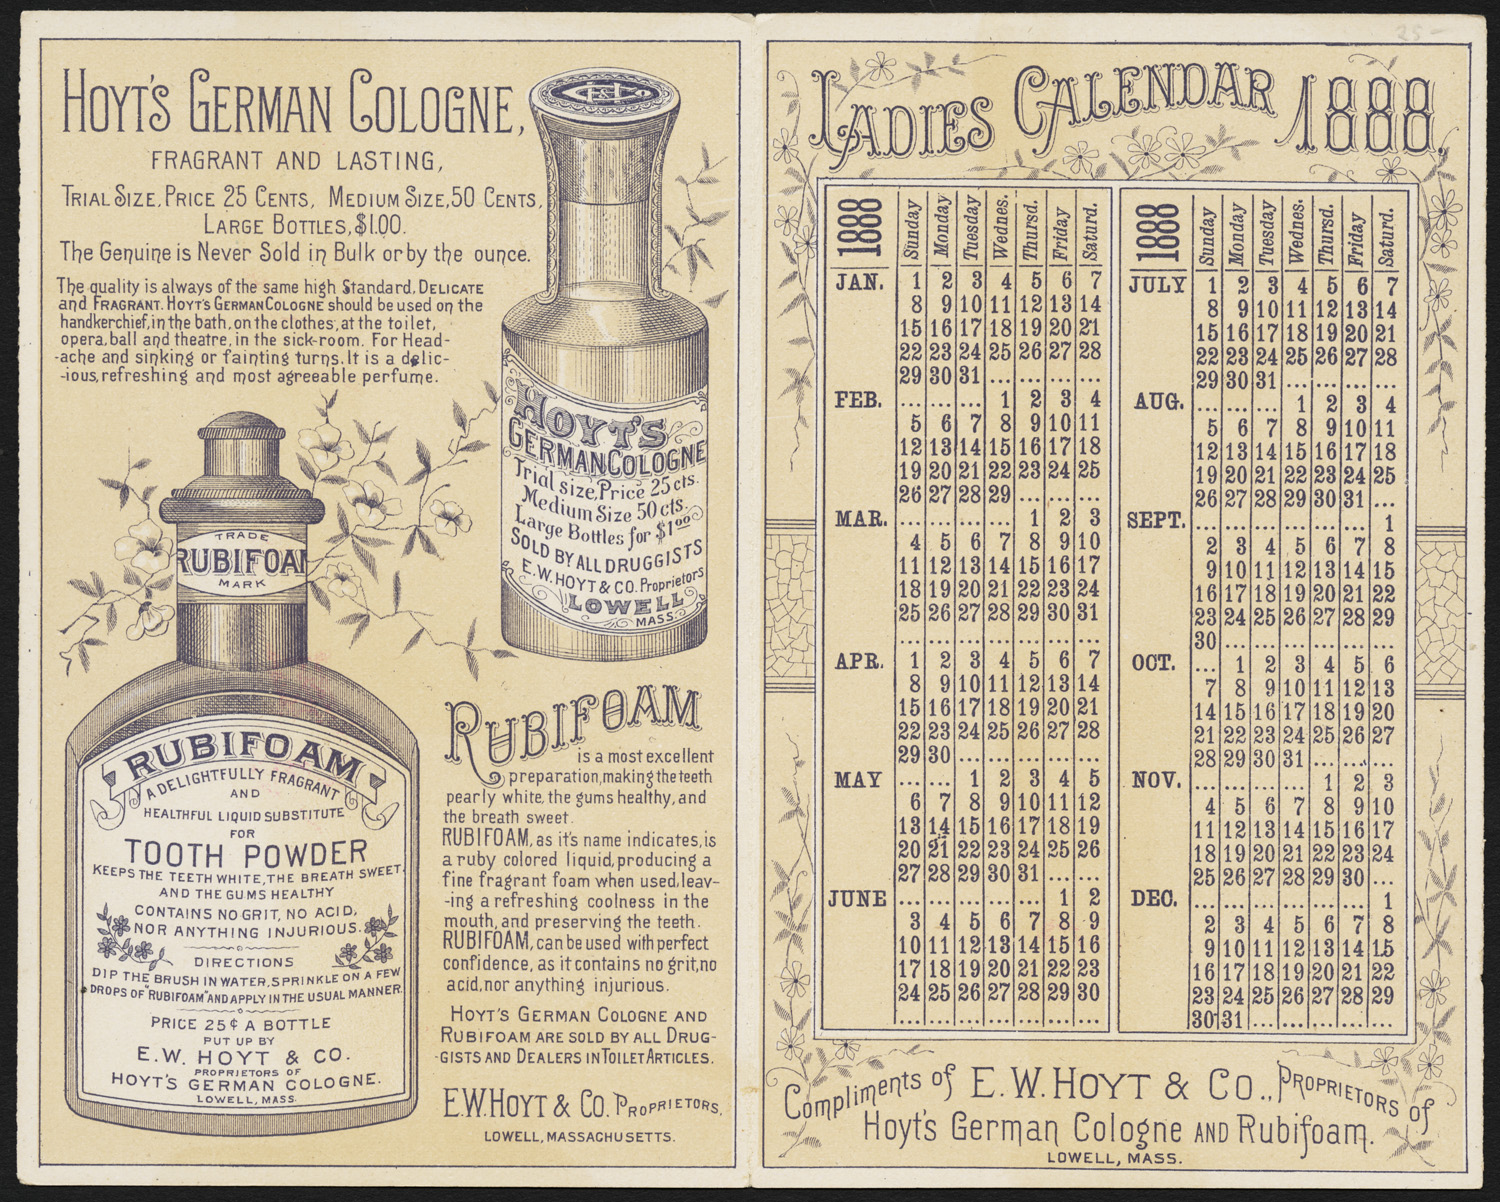 HOYT'S GERMAN COLOGNE,
FRAGRANT AND LASTING,
TRIAL SIZE, PRICE 25 CENTS, MEDIUM SIZE, 50 CENTS,
LARGE BOTTLES, $1.00.
The Genuine is Never Sold in Bulk or by the ounce.
The quality is always of the same high Standard, DELICATE
and FRAGRANT. HOYT'S GERMAN COLOGNE should be used on the
handkerchief, in the bath, on the clothes, at the toilet,
opera, ball and theatre, in the sick-room. For Head-
-ache and sinking or fainting turns. It is a delic-
-ious, refreshing and most agreeable perfume.
HOYT'S
GERMAN COLOGNE
Trial size, Price 25 cts.
Medium Size 50 cts.
Large Bottles for $1.00
SOLD BY ALL DRUGGISTS
E. W. HOYT & CO. Proprietors
LOWELL
MASS.
TRADE
RUBIFOAM
MARK
RUBIFOAM
A DELIGHTFULLY FRAGRANT
AND
HEALTHFUL LIQUID SUBSTITUTE
FOR
TOOTH POWDER
KEEPS THE TEETH WHITE, THE BREATH SWEET,
AND THE GUMS HEALTHY
CONTAINS NO GRIT, NO ACID,
NOR ANYTHING INJURIOUS.
DIRECTIONS
DIP THE BRUSH IN WATER, SPRINKLE ON A FEW
DROPS OF "RUBIFOAM" AND APPLY IN THE USUAL MANNER.
PRICE 25¢ A BOTTLE
PUT UP BY
E. W. HOYT & CO.
PROPRIETORS OF
HOYT'S GERMAN COLOGNE.
LOWELL, MASS.
RUBIFOAM
is a most excellent
preparation, making the teeth
pearly white, the gums healthy, and
the breath sweet.
RUBIFOAM, as it's name indicates, is
a ruby colored liquid, producing a
fine fragrant foam when used, leav-
-ing a refreshing coolness in the
mouth, and preserving the teeth.
RUBIFOAM, can be used with perfect
confidence, as it contains no grit, no
acid, nor anything injurious.
HOYT'S GERMAN COLOGNE AND
RUBIFOAM ARE SOLD BY ALL DRUG-
-GISTS AND DEALERS IN TOILET ARTICLES.
E.W. HOYT & CO. PROPRIETORS,
LOWELL, MASSACHUSETTS.
25-
LADIES CALENDAR 1888.
1888 Sunday Monday Tuesday Wednes. Thursd. Friday Saturd.
JAN. 1 2 3 4 5 6 7
8 9 10 11 12 13 14
15 16 17 18 19 20 21
22 23 24 25 26 27 28
29 30 31 ... ... ... ...
FEB. ... ... ... 1 2 3 4
5 6 7 8 9 10 11
12 13 14 15 16 17 18
19 20 21 22 23 24 25
26 27 28 29 ... ... ...
MAR. ... ... ... ... 1 2 3
4 5 6 7 8 9 10
11 12 13 14 15 16 17
18 19 20 21 22 23 24
25 26 27 28 29 30 31
... ... ... ... ... ... ...
APR. 1 2 3 4 5 6 7
8 9 10 11 12 13 14
15 16 17 18 19 20 21
22 23 24 25 26 27 28
29 30 ... ... ... ... ...
MAY ... ... 1 2 3 4 5
6 7 8 9 10 11 12
13 14 15 16 17 18 19
20 21 22 23 24 25 26
27 28 29 30 31 ... ...
JUNE ... ... ... ... ... 1 2
3 4 5 6 7 8 9
10 11 12 13 14 15 16
17 18 19 20 21 22 23
24 25 26 27 28 29 30
... ... ... ... ... ... ...
1888 Sunday Monday Tuesday Wednes. Thursd. Friday Saturd.
JULY 1 2 3 4 5 6 7
8 9 10 11 12 13 14
15 16 17 18 19 20 21
22 23 24 25 26 27 28
29 30 31 ... ... ... ...
AUG. ... ... ... 1 2 3 4
5 6 7 8 9 10 11
12 13 14 15 16 17 18
19 20 21 22 23 24 25
26 27 28 29 30 31 ...
SEPT. ... ... ... ... ... ... 1
2 3 4 5 6 7 8
9 10 11 12 13 14 15
16 17 18 19 20 21 22
23 24 25 26 27 28 29
30 ... ... ... ... ... ...
OCT. ... 1 2 3 4 5 6
7 8 9 10 11 12 13
14 15 16 17 18 19 20
21 22 23 24 25 26 27
28 29 30 31 ... ... ...
NOV. ... ... ... ... 1 2 3
4 5 6 7 8 9 10
11 12 13 14 15 16 17
18 19 20 21 22 23 24
25 26 27 28 29 30 ...
DEC. ... ... ... ... ... ... 1
2 3 4 5 6 7 8
9 10 11 12 13 14 15
16 17 18 19 20 21 22
23 24 25 26 27 28 29
30 31 ... ... ... ... ...
Compliments of E. W. HOYT & CO., PROPRIETORS of
Hoyt's German Cologne AND Rubifoam.
LOWELL, MASS.